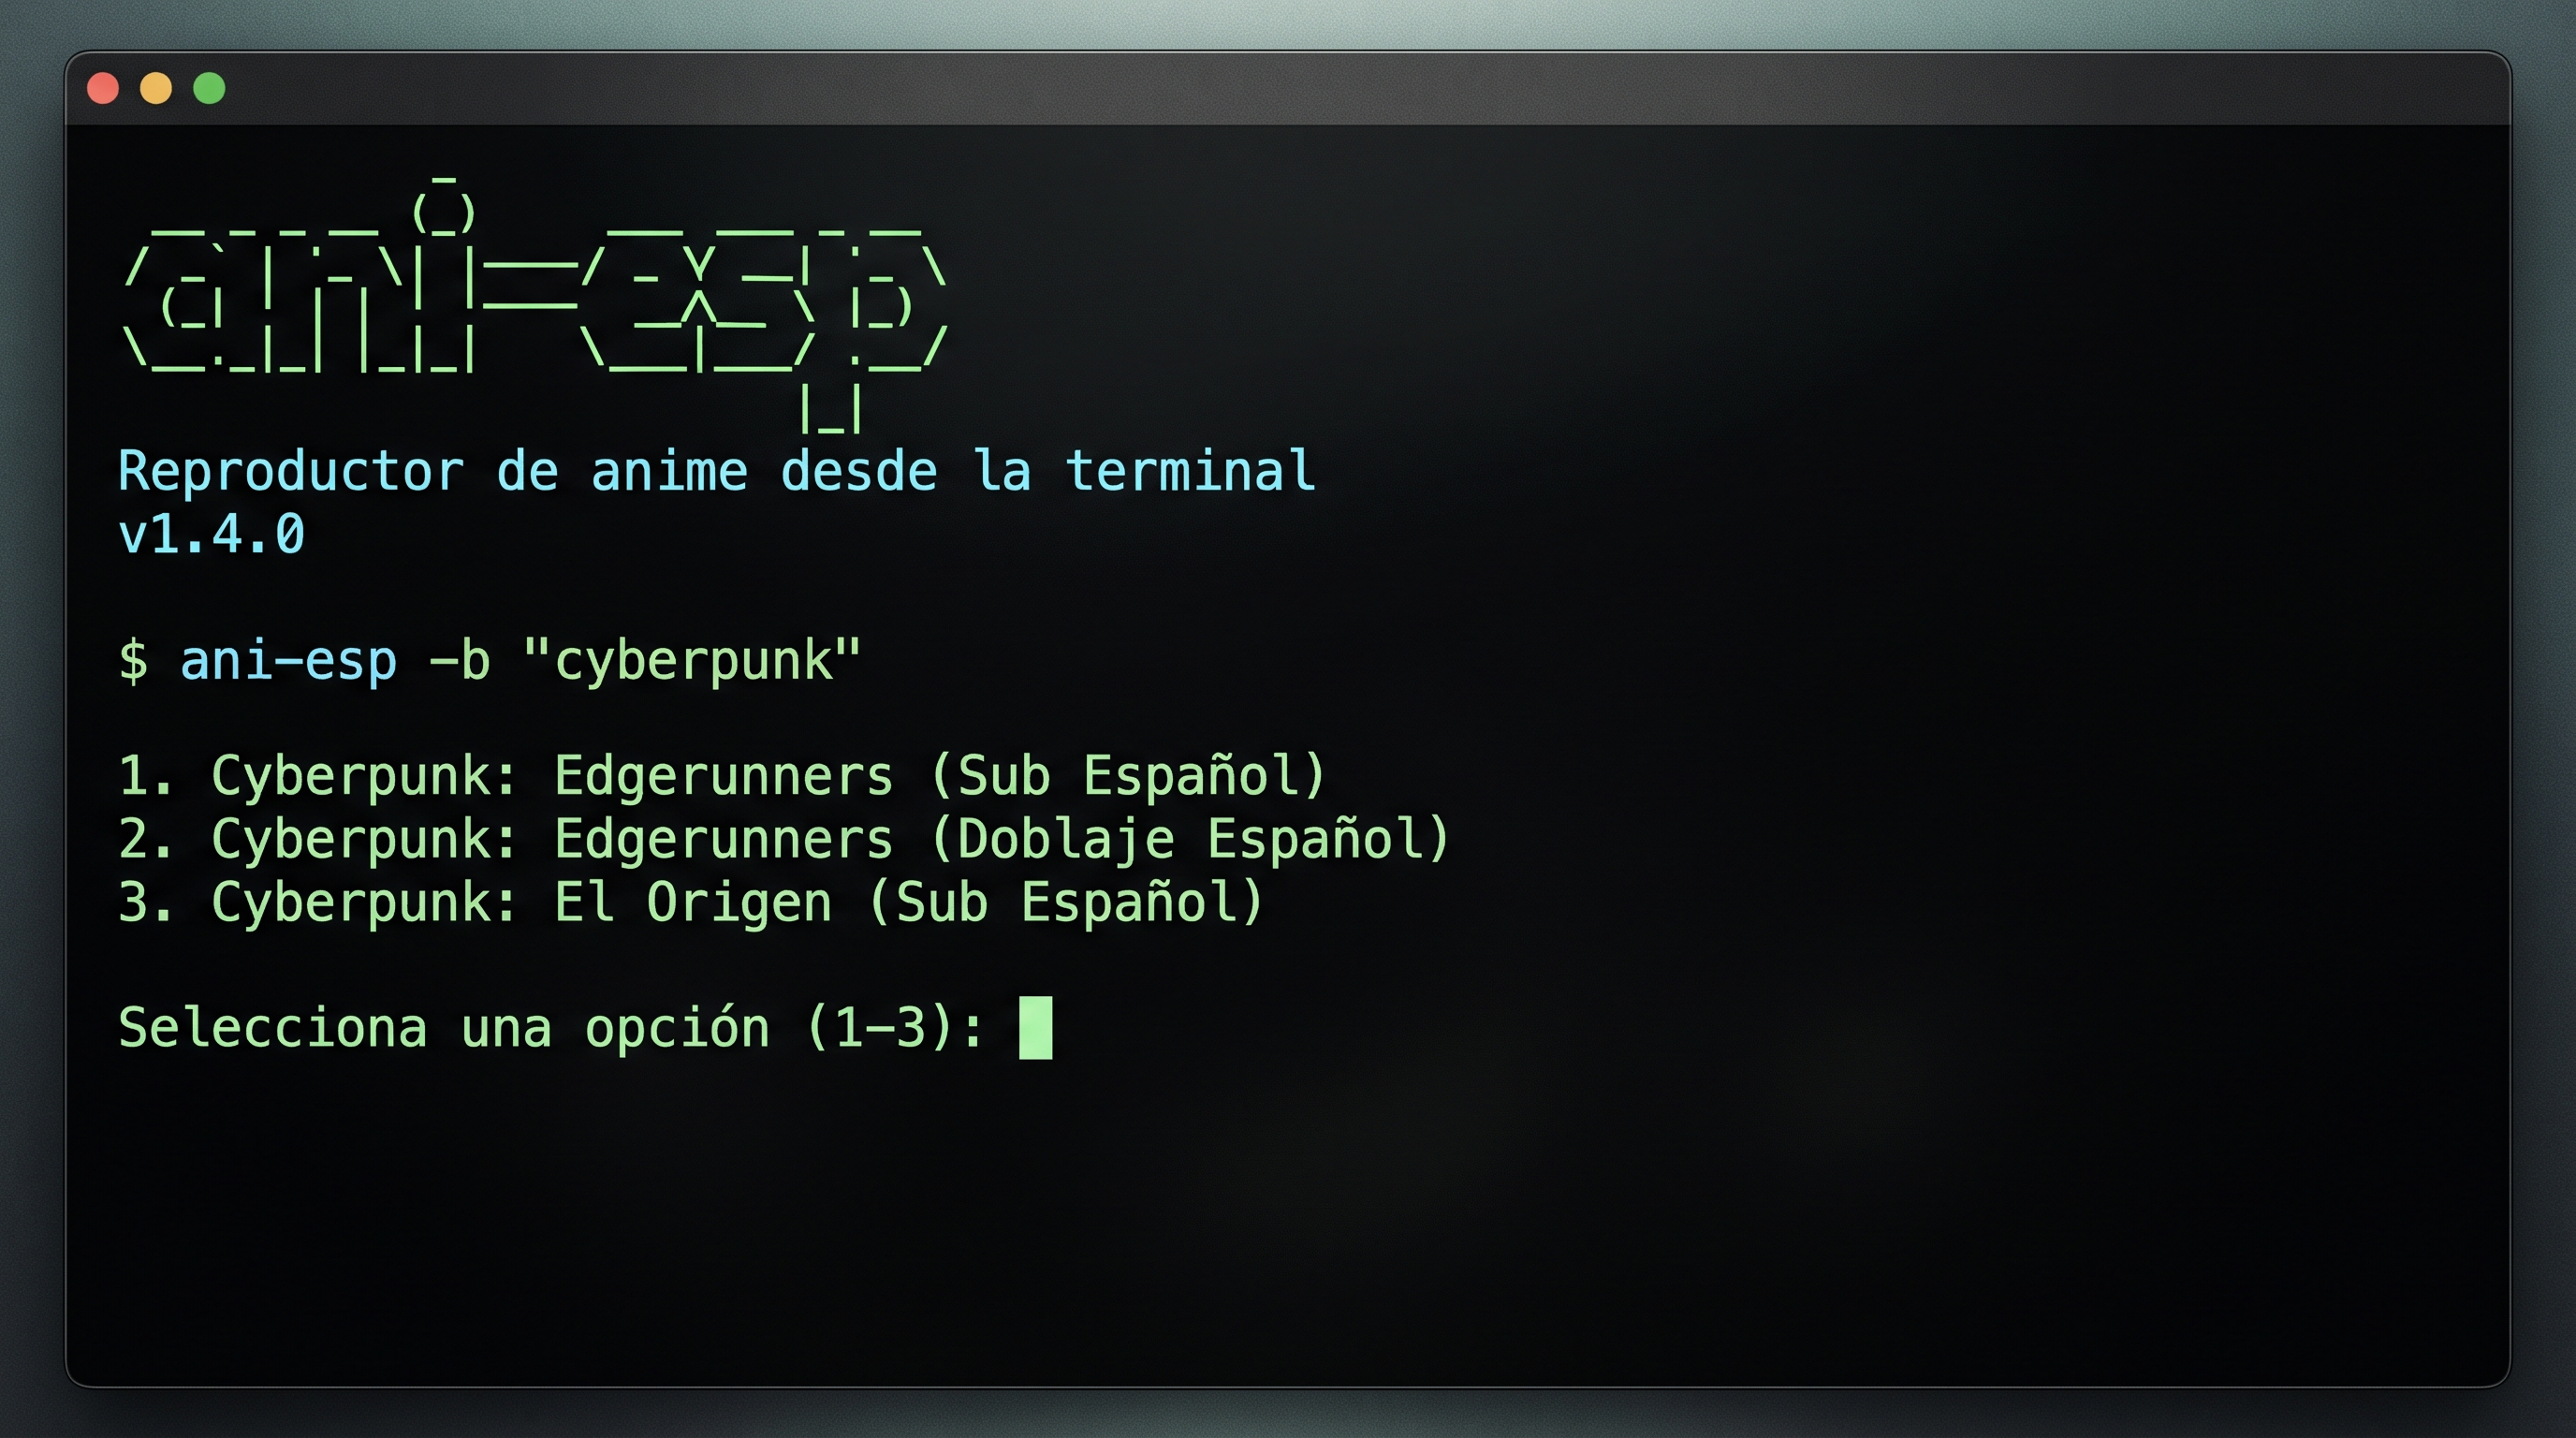 ani-esp
Reproductor de anime desde la terminal
v1.4.0
$ ani-esp -b "cyberpunk"
1. Cyberpunk: Edgerunners (Sub Español)
2. Cyberpunk: Edgerunners (Doblaje Español)
3. Cyberpunk: El Origen (Sub Español)
Selecciona una opción (1-3):